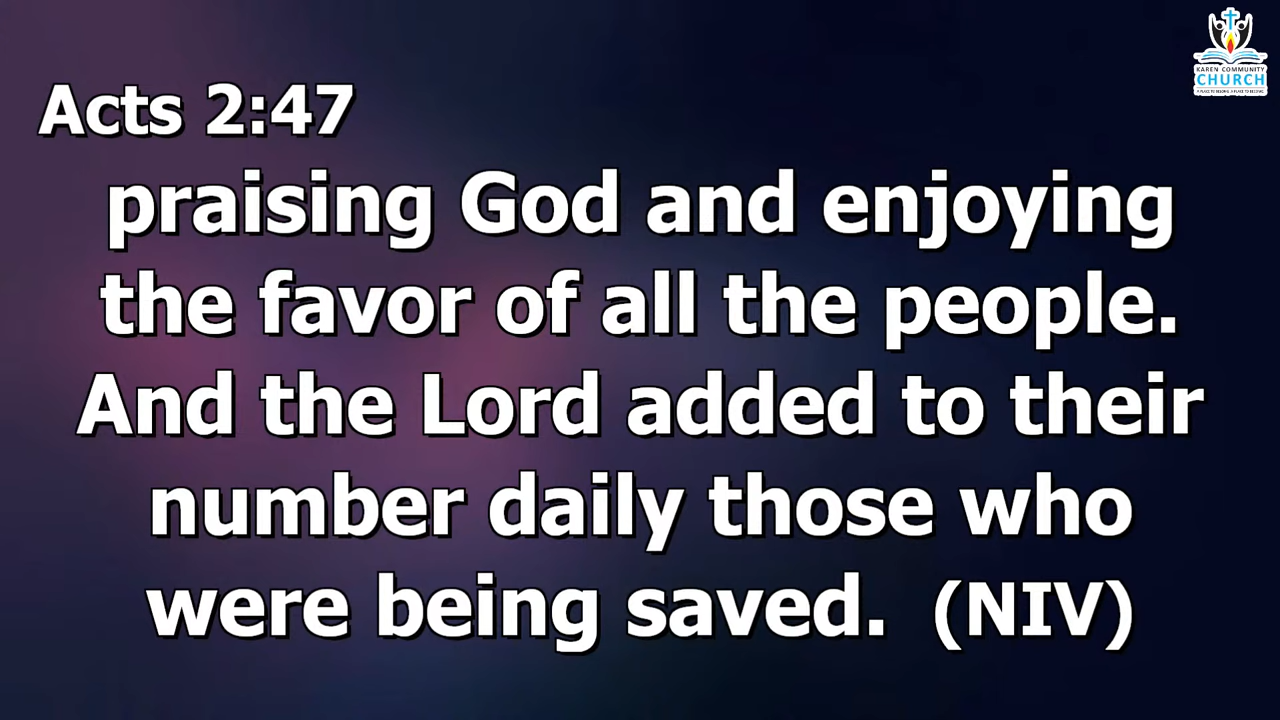 KAREN COMMUNITY
CHURCH
Acts 2:47
praising God and enjoying
the favor of all the people.
And the Lord added to their
number daily those who
were being saved.  (NIV)